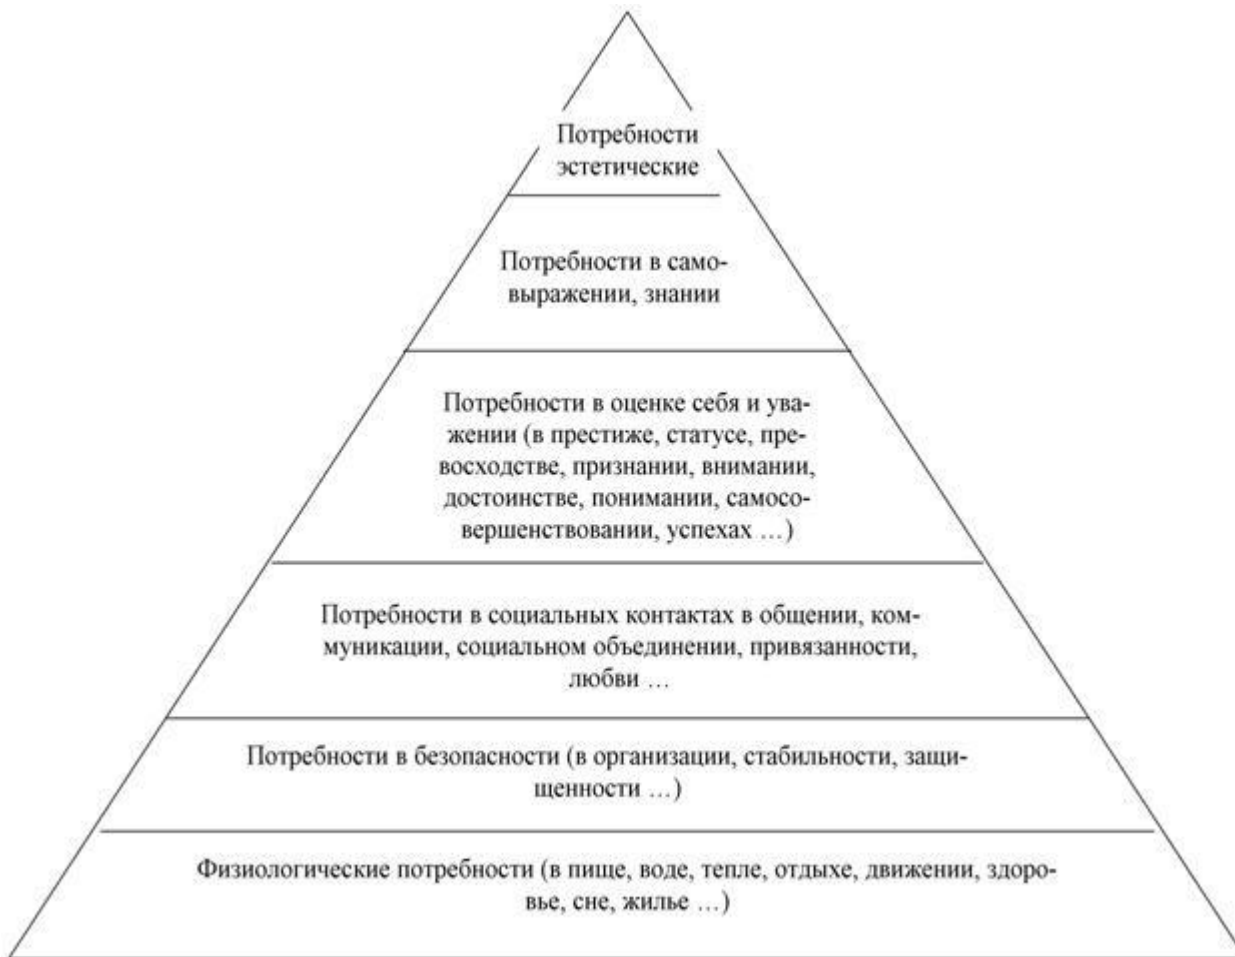 Потребности
эстетические
Потребности в само-
выражении, знании
Потребности в оценке себя и ува-
жении (в престиже, статусе, пре-
восходстве, признании, внимании,
достоинстве, понимании, самосо-
вершенствовании, успехах …)
Потребности в социальных контактах в общении, ком-
муникации, социальном объединении, привязанности,
любви …
Потребности в безопасности (в организации, стабильности, защи-
щенности …)
Физиологические потребности (в пище, воде, тепле, отдыхе, движении, здоро-
вье, сне, жилье …)